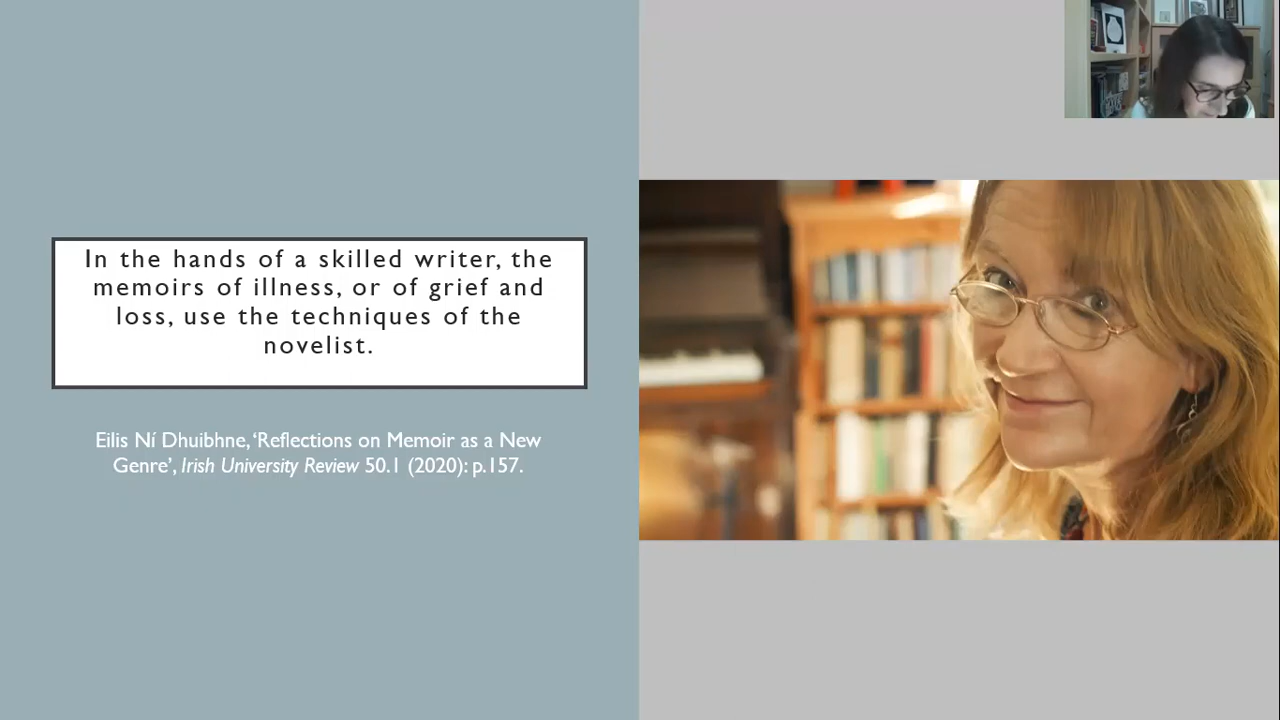 In the hands of a skilled writer, the
memoirs of illness, or of grief and
loss, use the techniques of the
novelist.
Eilis Ní Dhuibhne, ‘Reflections on Memoir as a New
Genre’, Irish University Review 50.1 (2020): p.157.